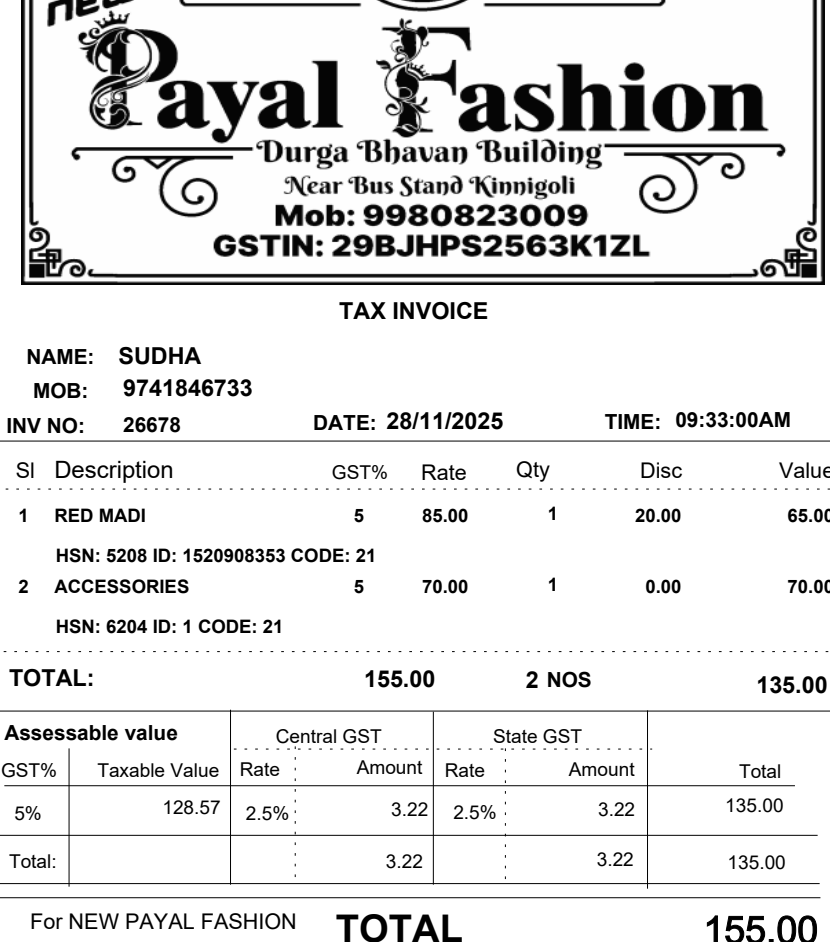 new
Payal Fashion
Durga Bhavan Building
Near Bus Stand Kinnigoli
Mob: 9980823009
GSTIN: 29BJHPS2563K1ZL
TAX INVOICE
NAME: SUDHA
MOB: 9741846733
INV NO: 26678 DATE: 28/11/2025 TIME: 09:33:00AM
Sl Description GST% Rate Qty Disc Value
1 RED MADI 5 85.00 1 20.00 65.00
HSN: 5208 ID: 1520908353 CODE: 21
2 ACCESSORIES 5 70.00 1 0.00 70.00
HSN: 6204 ID: 1 CODE: 21
TOTAL: 155.00 2 NOS 135.00
Assessable value Central GST State GST
GST% Taxable Value Rate Amount Rate Amount Total
5% 128.57 2.5% 3.22 2.5% 3.22 135.00
Total: 3.22 3.22 135.00
For NEW PAYAL FASHION TOTAL 155.00